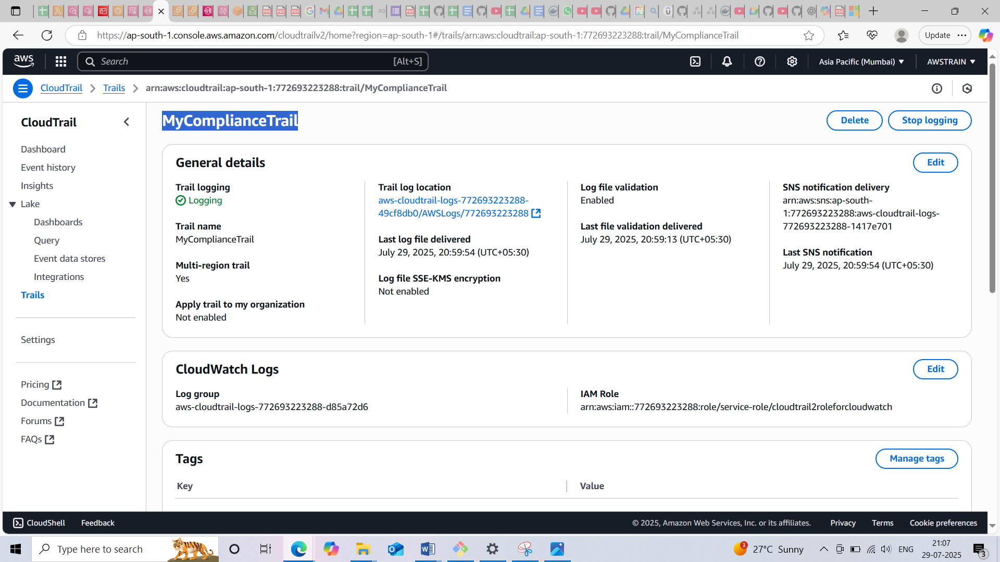 https://ap-south-1.console.aws.amazon.com/cloudtrailv2/home?region=ap-south-1#/trails/arn:aws:cloudtrail:ap-south-1:772693223288:trail/MyComplianceTrail
Update
aws
Search
[Alt+S]
Asia Pacific (Mumbai)
AWSTRAIN
CloudTrail
Trails
arn:aws:cloudtrail:ap-south-1:772693223288:trail/MyComplianceTrail
CloudTrail
Dashboard
Event history
Insights
Lake
Dashboards
Query
Event data stores
Integrations
Trails
Settings
Pricing
Documentation
Forums
FAQs
MyComplianceTrail
Delete
Stop logging
General details
Edit
Trail logging
Logging
Trail name
MyComplianceTrail
Multi-region trail
Yes
Apply trail to my organization
Not enabled
Trail log location
aws-cloudtrail-logs-772693223288-
49cf8db0/AWSLogs/772693223288
Last log file delivered
July 29, 2025, 20:59:54 (UTC+05:30)
Log file SSE-KMS encryption
Not enabled
Log file validation
Enabled
Last file validation delivered
July 29, 2025, 20:59:13 (UTC+05:30)
SNS notification delivery
arn:aws:sns:ap-south-
1:772693223288:aws-cloudtrail-logs-
772693223288-1417e701
Last SNS notification
July 29, 2025, 20:59:54 (UTC+05:30)
CloudWatch Logs
Edit
Log group
aws-cloudtrail-logs-772693223288-d85a72d6
IAM Role
arn:aws:iam::772693223288:role/service-role/cloudtrail2roleforcloudwatch
Tags
Manage tags
Key
Value
CloudShell
Feedback
© 2025, Amazon Web Services, Inc. or its affiliates.
Privacy
Terms
Cookie preferences
Type here to search
3
27°C Sunny
ENG
21:07
29-07-2025
3